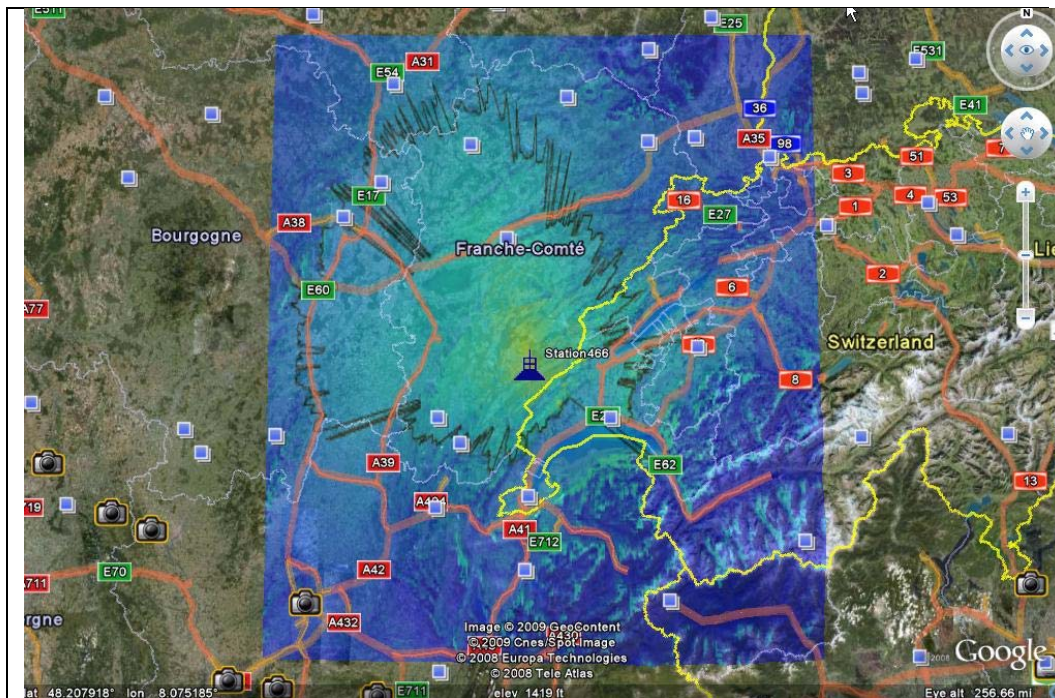 E511
E25
N
A31
E54
E531
36
E41
A35
98
51
3
E17
16
4
53
1
A38
E27
Bourgogne
Franche-Comté
2
E60
6
A77
Station466
Switzerland
8
A39
E62
13
A41
E712
E70
A42
A711
A432
Image © 2009 GeoContent
© 2009 Cnes/Spot Image
© 2008 Europa Technologies
© 2008 Tele Atlas
© 2008
Google
E711
lat 48.207918° lon 8.075185° elev 1419 ft Eye alt 256.66 mi